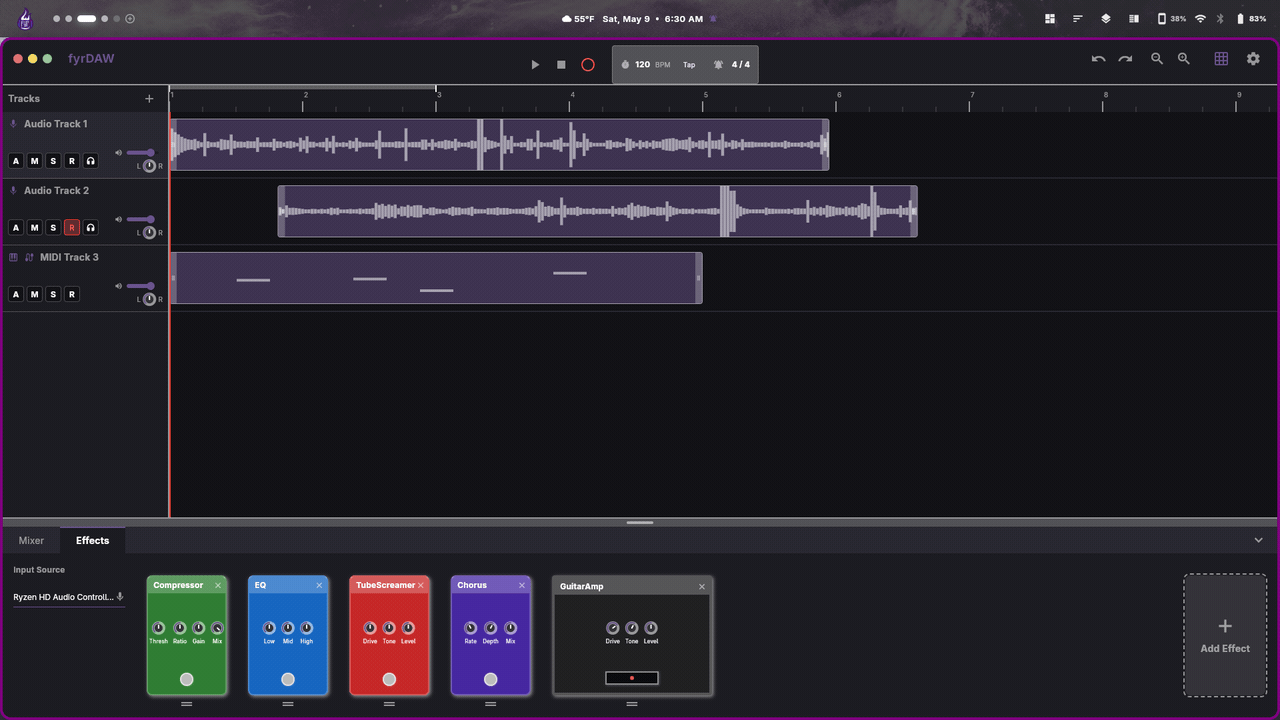 55°F Sat, May 9 • 6:30 AM
38% 83%
fyrDAW
120 BPM Tap 4 / 4
Tracks
1 2 3 4 5 6 7 8 9
Audio Track 1
A M S R L R
Audio Track 2
A M S R L R
MIDI Track 3
A M S R L R
Mixer Effects
Input Source
Ryzen HD Audio Controll...
Compressor
Thresh Ratio Gain Mix
EQ
Low Mid High
TubeScreamer
Drive Tone Level
Chorus
Rate Depth Mix
GuitarAmp
Drive Tone Level
Add Effect